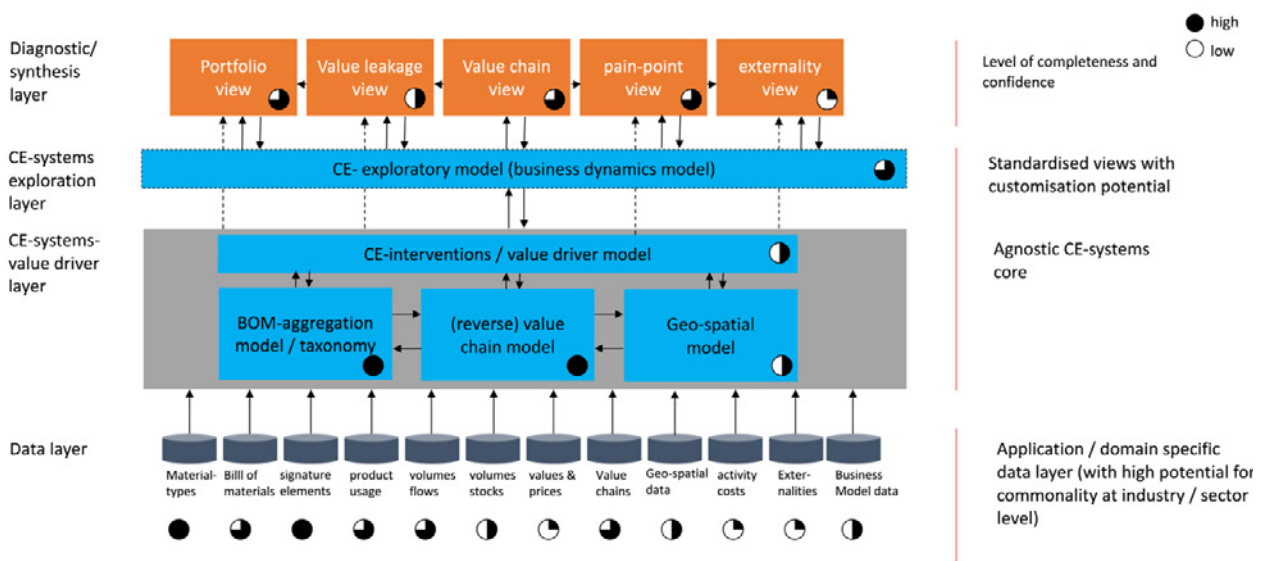 high
low
Diagnostic/
synthesis
layer
Portfolio
view
Value leakage
view
Value chain
view
pain-point
view
externality
view
Level of completeness and
confidence
CE-systems
exploration
layer
CE- exploratory model (business dynamics model)
Standardised views with
customisation potential
CE-systems-
value driver
layer
CE-interventions / value driver model
Agnostic CE-systems
core
BOM-aggregation
model / taxonomy
(reverse) value
chain model
Geo-spatial
model
Data layer
Material-
types
Billl of
materials
signature
elements
product
usage
volumes
flows
volumes
stocks
values &
prices
Value
chains
Geo-spatial
data
activity
costs
Exter-
nalities
Business
Model data
Application / domain specific
data layer (with high potential for
commonality at industry / sector
level)